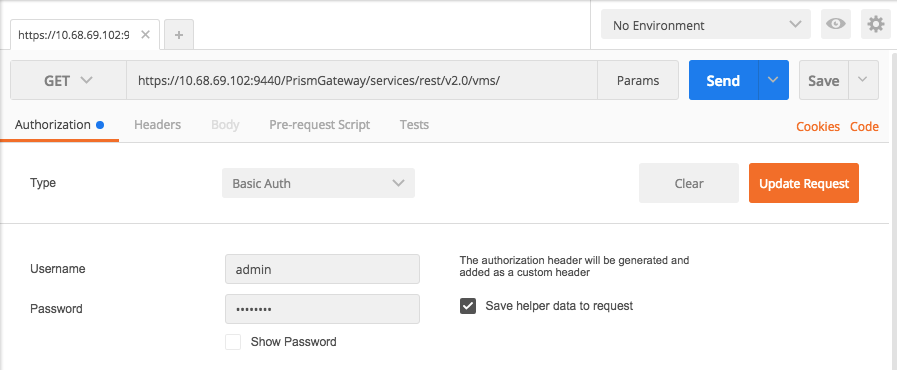 No Environment
https://10.68.69.102:9
GET
https://10.68.69.102:9440/PrismGateway/services/rest/v2.0/vms/
Params
Send
Save
Authorization
Headers
Body
Pre-request Script
Tests
Cookies
Code
Type
Basic Auth
Clear
Update Request
Username
admin
The authorization header will be generated and
added as a custom header
Password
••••••••
Save helper data to request
Show Password